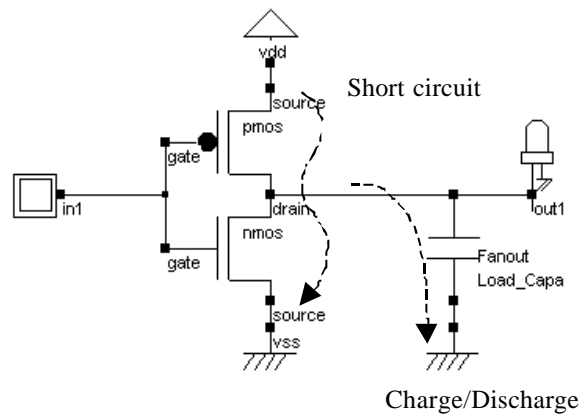 vdd
source
Short circuit
pmos
gate
in1
drain
out1
nmos
gate
Fanout
Load_Capa
source
vss
Charge/Discharge